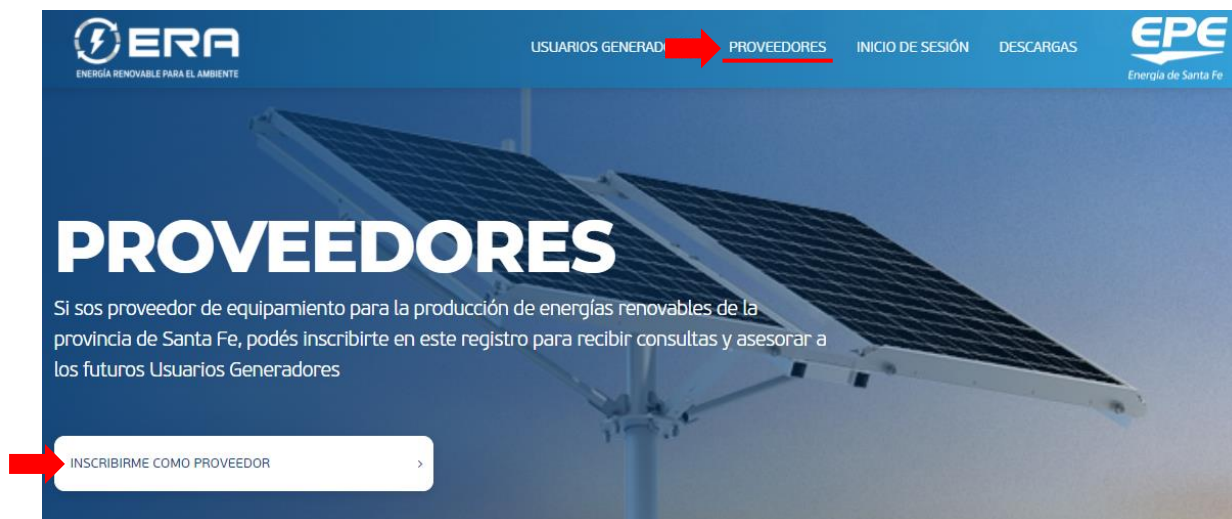 ERA
ENERGÍA RENOVABLE PARA EL AMBIENTE
USUARIOS PROVEEDORES INICIO DE SESIÓN DESCARGAS
EPE
Energía de Santa Fe
PROVEEDORES
Si sos proveedor de equipamiento para la producción de energías renovables de la
provincia de Santa Fe, podés inscribirte en este registro para recibir consultas y asesorar a
los futuros Usuarios Generadores
INSCRIBIRME COMO PROVEEDOR >